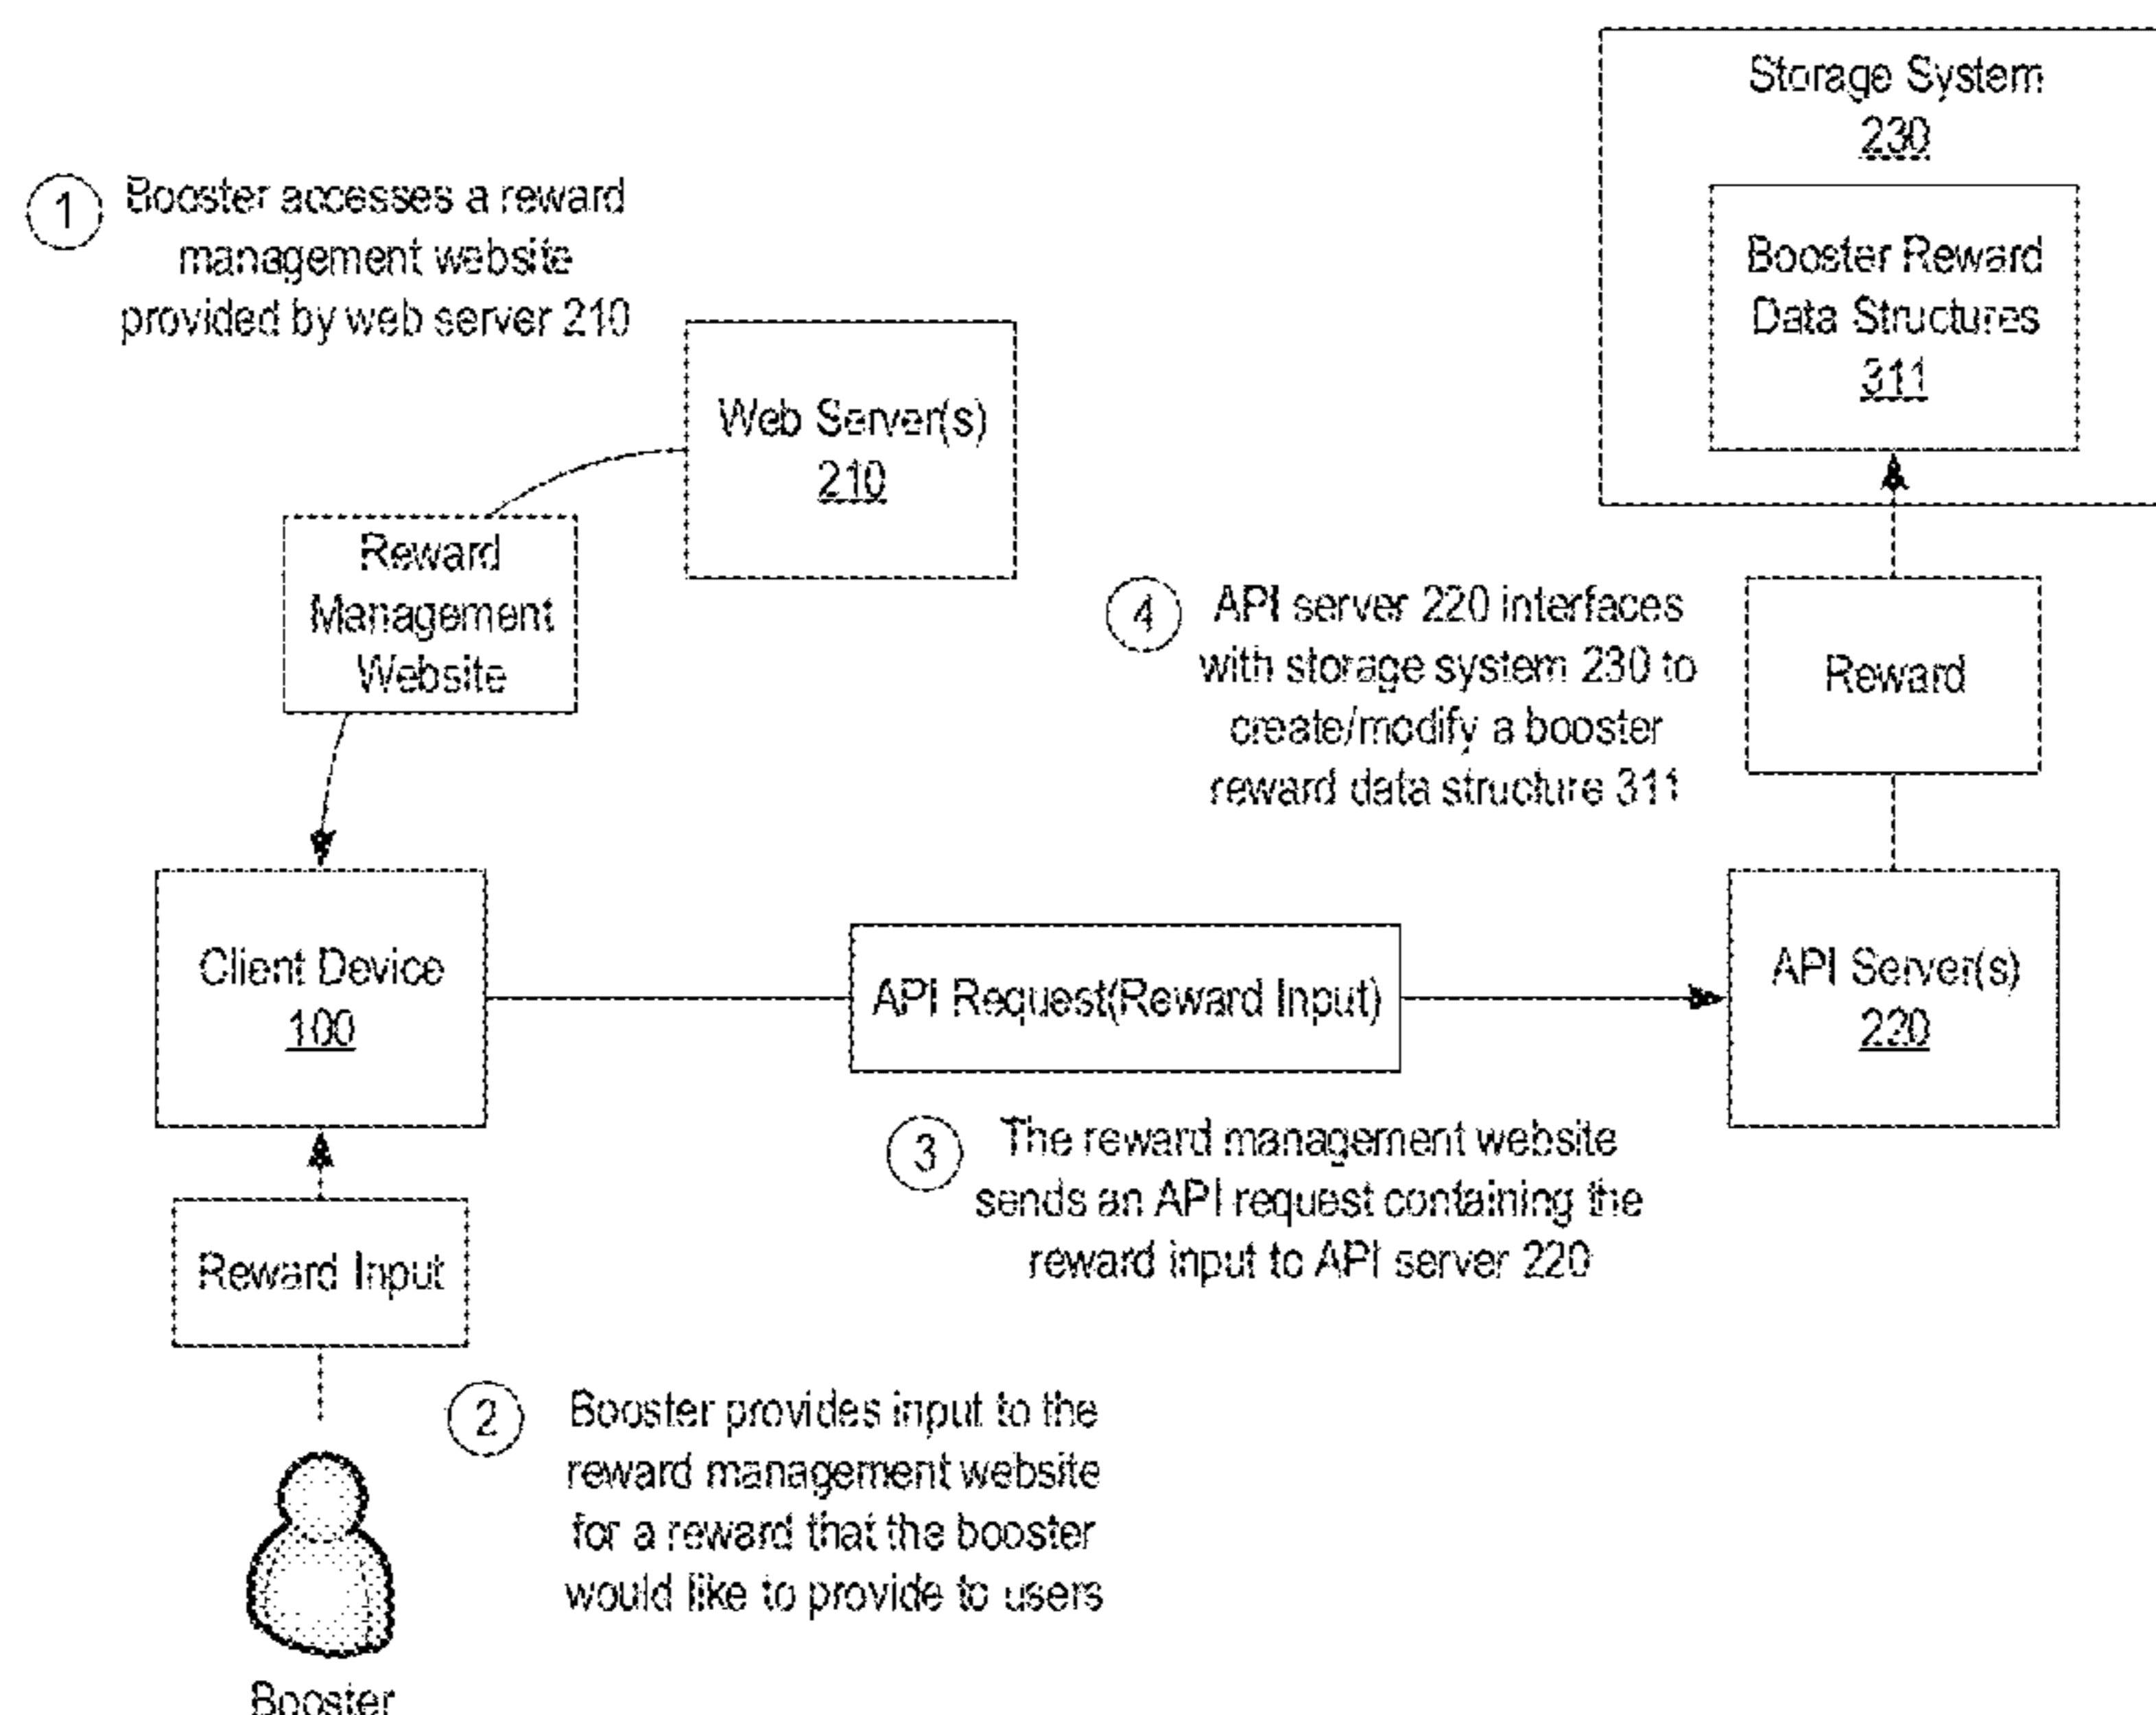 Storage System
230
Booster Reward
Data Structures
311
1
Booster accesses a reward
management website
provided by web server 210
Web Server(s)
210
Reward
Management
Website
4
API server 220 interfaces
with storage system 230 to
create/modify a booster
reward data structure 311
Reward
Client Device
100
API Request(Reward Input)
API Server(s)
220
3
The reward management website
sends an API request containing the
reward input to API server 220
Reward Input
2
Booster provides input to the
reward management website
for a reward that the booster
would like to provide to users
Booster